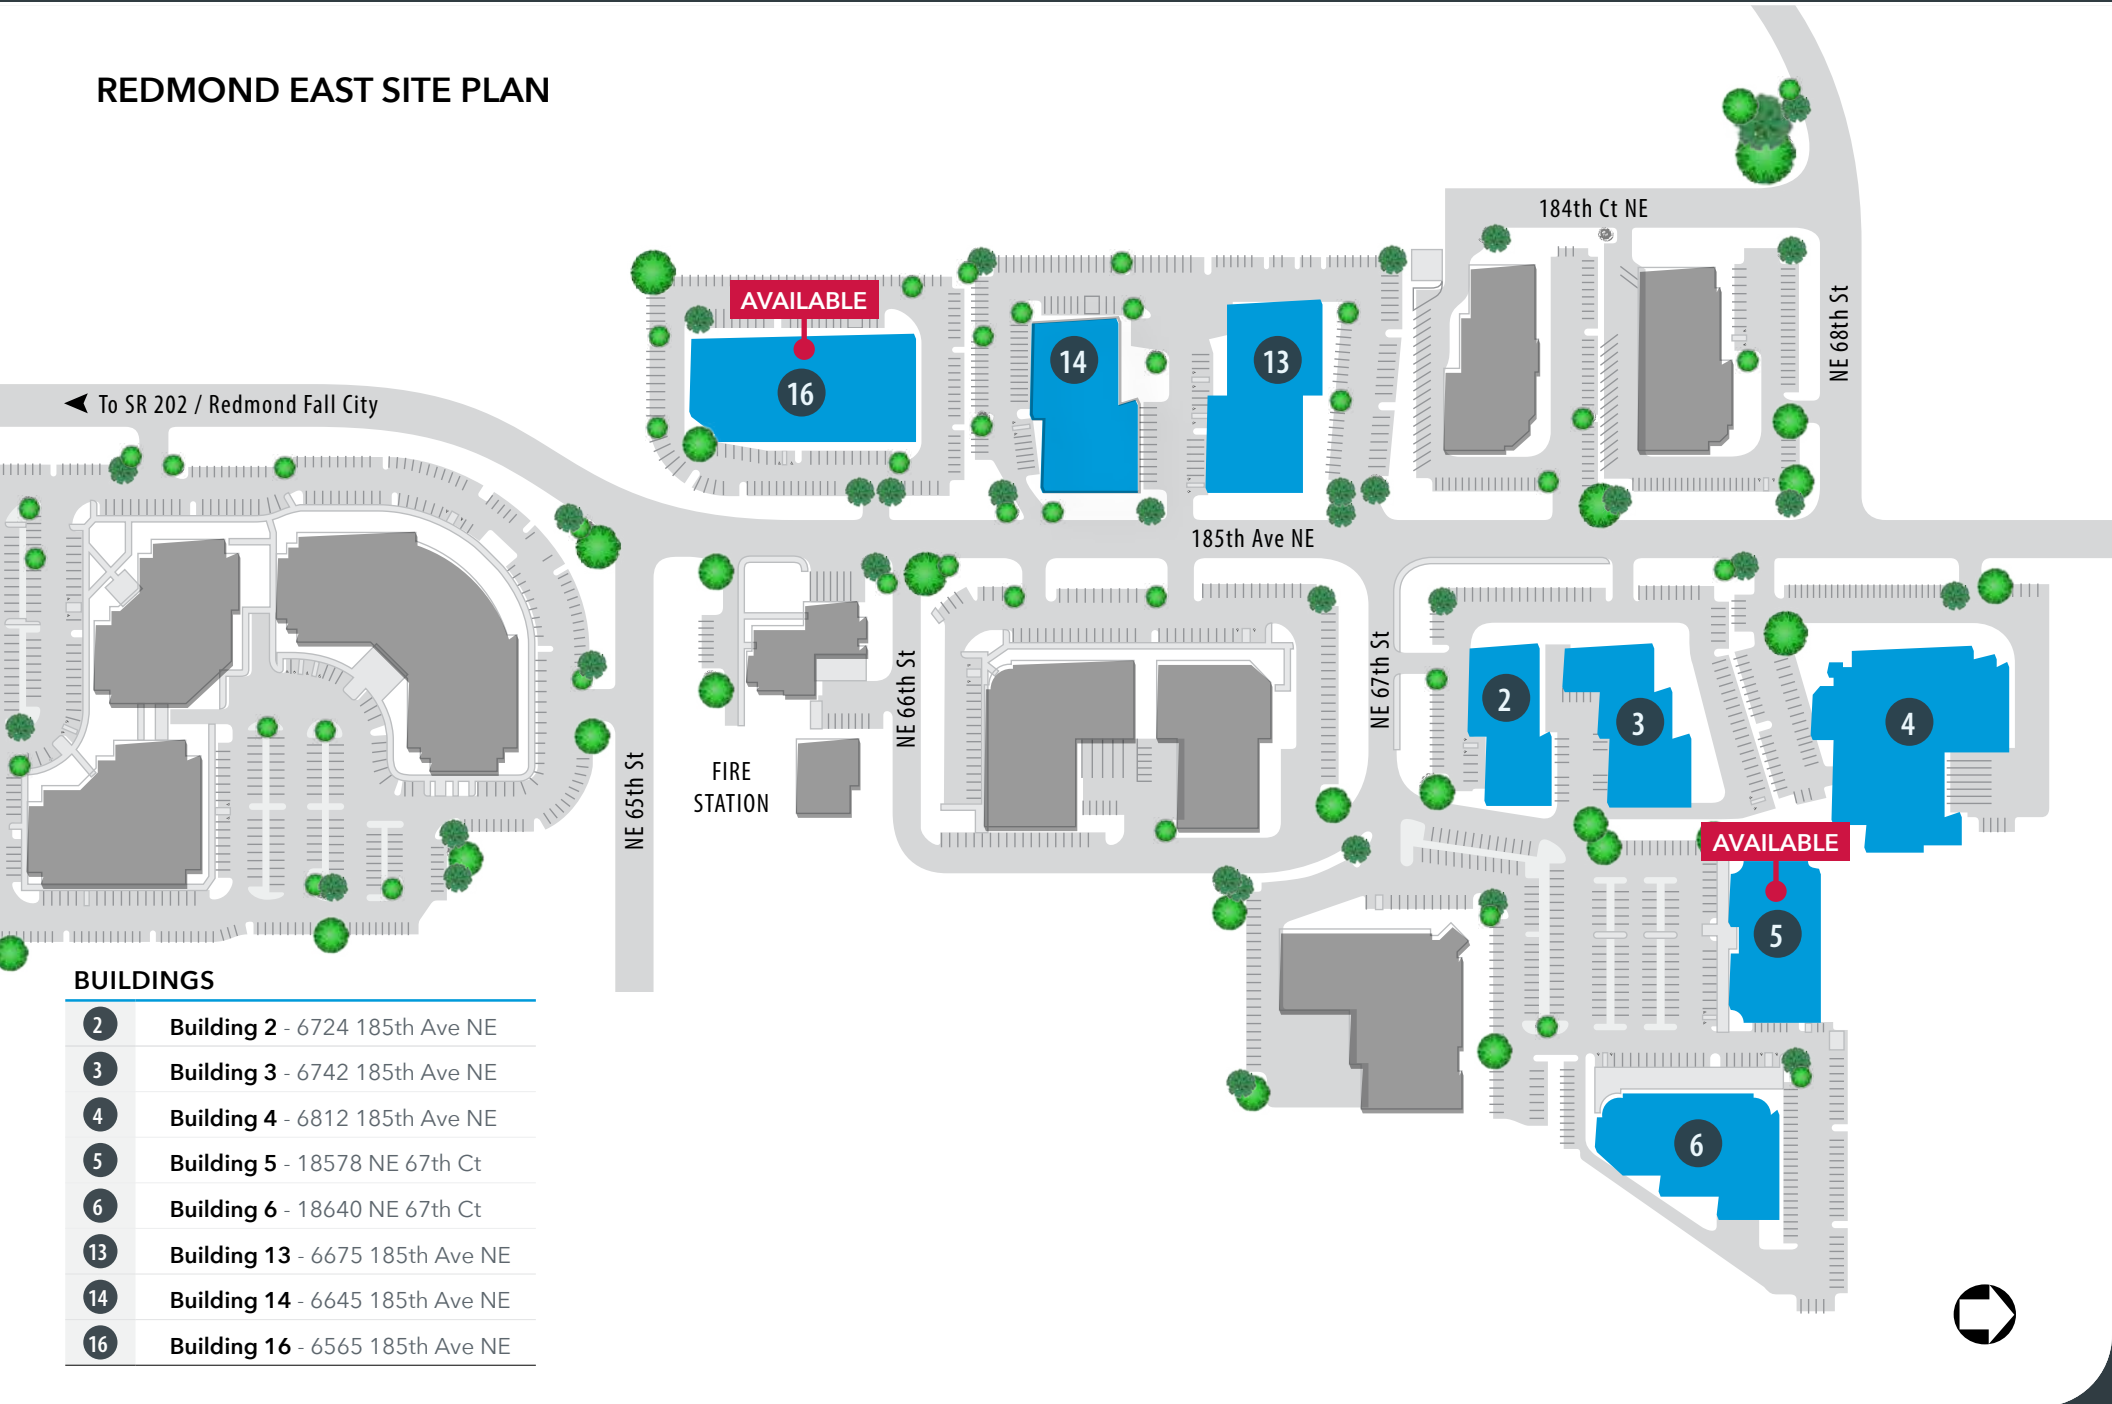 REDMOND EAST SITE PLAN
184th Ct NE
NE 68th St
AVAILABLE
16
14
13
To SR 202 / Redmond Fall City
185th Ave NE
NE 65th St
FIRE
STATION
NE 66th St
NE 67th St
2
3
4
AVAILABLE
5
6
BUILDINGS
2 Building 2 - 6724 185th Ave NE
3 Building 3 - 6742 185th Ave NE
4 Building 4 - 6812 185th Ave NE
5 Building 5 - 18578 NE 67th Ct
6 Building 6 - 18640 NE 67th Ct
13 Building 13 - 6675 185th Ave NE
14 Building 14 - 6645 185th Ave NE
16 Building 16 - 6565 185th Ave NE